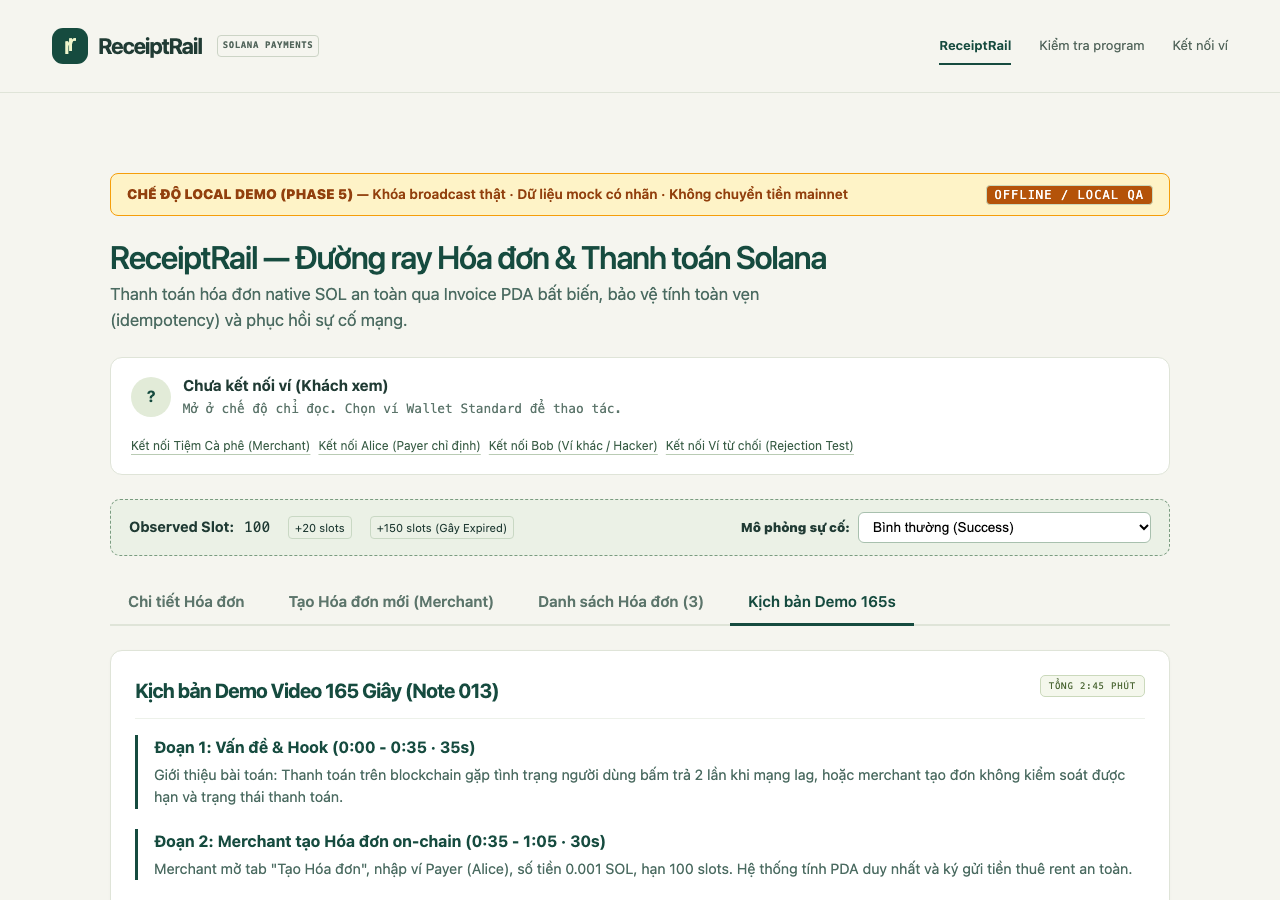 ReceiptRail
SOLANA PAYMENTS
ReceiptRail
Kiểm tra program
Kết nối ví
CHẾ ĐỘ LOCAL DEMO (PHASE 5) — Khóa broadcast thật · Dữ liệu mock có nhãn · Không chuyển tiền mainnet
OFFLINE / LOCAL QA
ReceiptRail — Đường ray Hóa đơn & Thanh toán Solana
Thanh toán hóa đơn native SOL an toàn qua Invoice PDA bất biến, bảo vệ tính toàn vẹn
(idempotency) và phục hồi sự cố mạng.
?
Chưa kết nối ví (Khách xem)
Mở ở chế độ chỉ đọc. Chọn ví Wallet Standard để thao tác.
Kết nối Tiệm Cà phê (Merchant)
Kết nối Alice (Payer chỉ định)
Kết nối Bob (Ví khác / Hacker)
Kết nối Ví từ chối (Rejection Test)
Observed Slot: 100
+20 slots
+150 slots (Gây Expired)
Mô phỏng sự cố:
Bình thường (Success)
Chi tiết Hóa đơn
Tạo Hóa đơn mới (Merchant)
Danh sách Hóa đơn (3)
Kịch bản Demo 165s
Kịch bản Demo Video 165 Giây (Note 013)
TỔNG 2:45 PHÚT
Đoạn 1: Vấn đề & Hook (0:00 - 0:35 · 35s)
Giới thiệu bài toán: Thanh toán trên blockchain gặp tình trạng người dùng bấm trả 2 lần khi mạng lag, hoặc merchant tạo đơn không kiểm soát được
hạn và trạng thái thanh toán.
Đoạn 2: Merchant tạo Hóa đơn on-chain (0:35 - 1:05 · 30s)
Merchant mở tab "Tạo Hóa đơn", nhập ví Payer (Alice), số tiền 0.001 SOL, hạn 100 slots. Hệ thống tính PDA duy nhất và ký gửi tiền thuê rent an toàn.